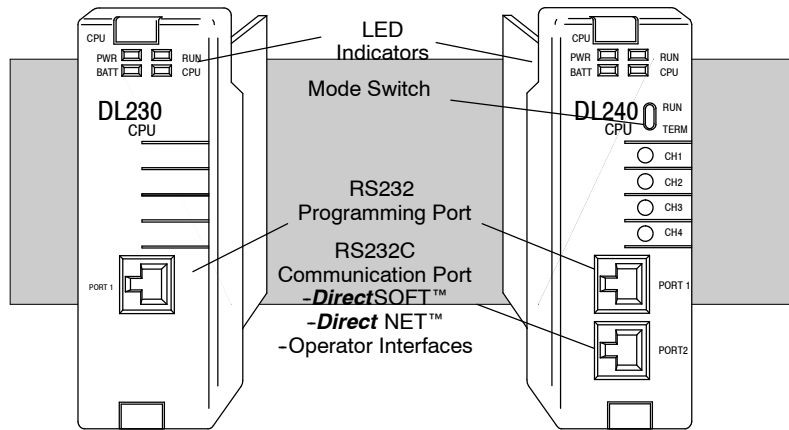 CPU
PWR RUN
BATT CPU
DL230
CPU
PORT 1
LED
Indicators
Mode Switch
RS232
Programming Port
RS232C
Communication Port
-DirectSOFT™
-Direct NET™
-Operator Interfaces
CPU
PWR RUN
BATT CPU
DL240
CPU
RUN
TERM
CH1
CH2
CH3
CH4
PORT 1
PORT2